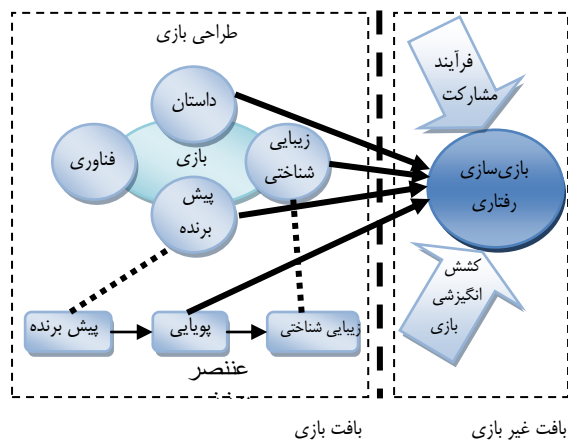 طراحی بازی
داستان
فناوری
بازی
زیبایی
شناختی
پیش
برنده
پیش برنده
پویایی
زیبایی شناختی
عننصر
فرآیند
مشارکت
بازی‌سازی
رفتاری
کشش
انگیزشی
بازی
بافت بازی
بافت غیر بازی